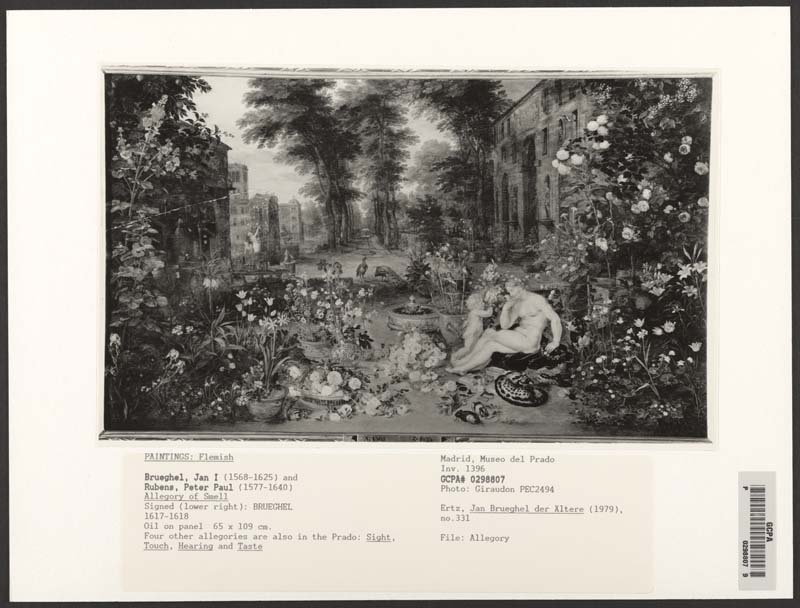 PAINTINGS: Flemish
Brueghel, Jan I (1568-1625) and
Rubens, Peter Paul (1577-1640)
Allegory of Smell
Signed (lower right): BRUEGHEL
1617-1618
Oil on panel 65 x 109 cm.
Four other allegories are also in the Prado: Sight,
Touch, Hearing and Taste
Madrid, Museo del Prado
Inv. 1396
GCPA# 0298807
Photo: Giraudon PEC2494
Ertz, Jan Brueghel der Ältere (1979),
no.331
File: Allegory
GCPA 0298807 9
P